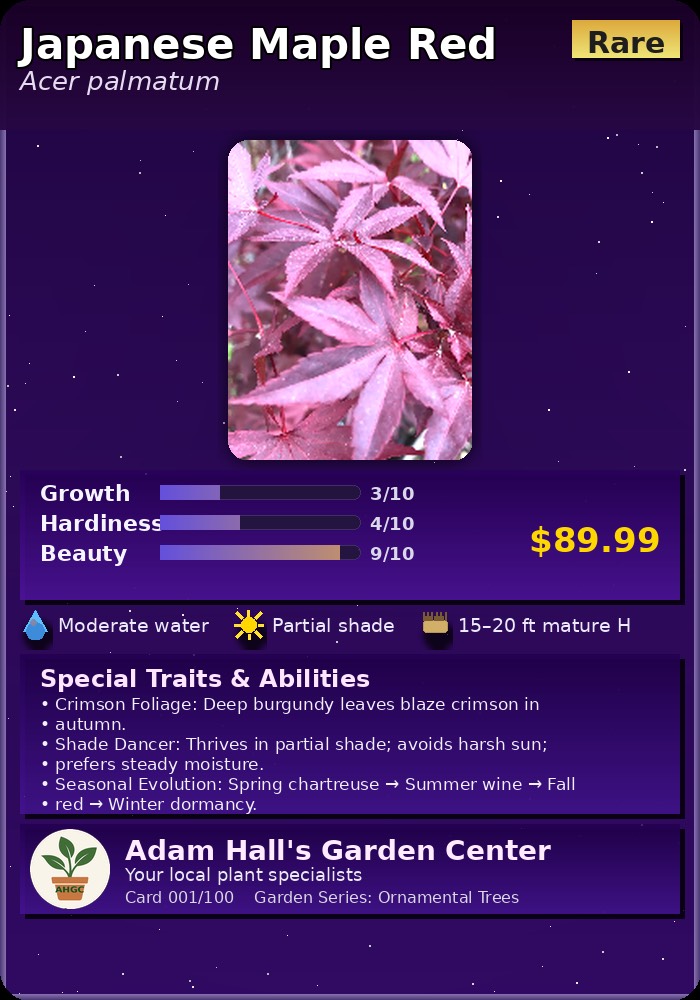 Japanese Maple Red
Rare
Acer palmatum
Growth 3/10
Hardiness 4/10
Beauty 9/10
$89.99
Moderate water
Partial shade
15–20 ft mature H
Special Traits & Abilities
• Crimson Foliage: Deep burgundy leaves blaze crimson in
• autumn.
• Shade Dancer: Thrives in partial shade; avoids harsh sun;
• prefers steady moisture.
• Seasonal Evolution: Spring chartreuse → Summer wine → Fall
• red → Winter dormancy.
AHGC
Adam Hall's Garden Center
Your local plant specialists
Card 001/100 Garden Series: Ornamental Trees